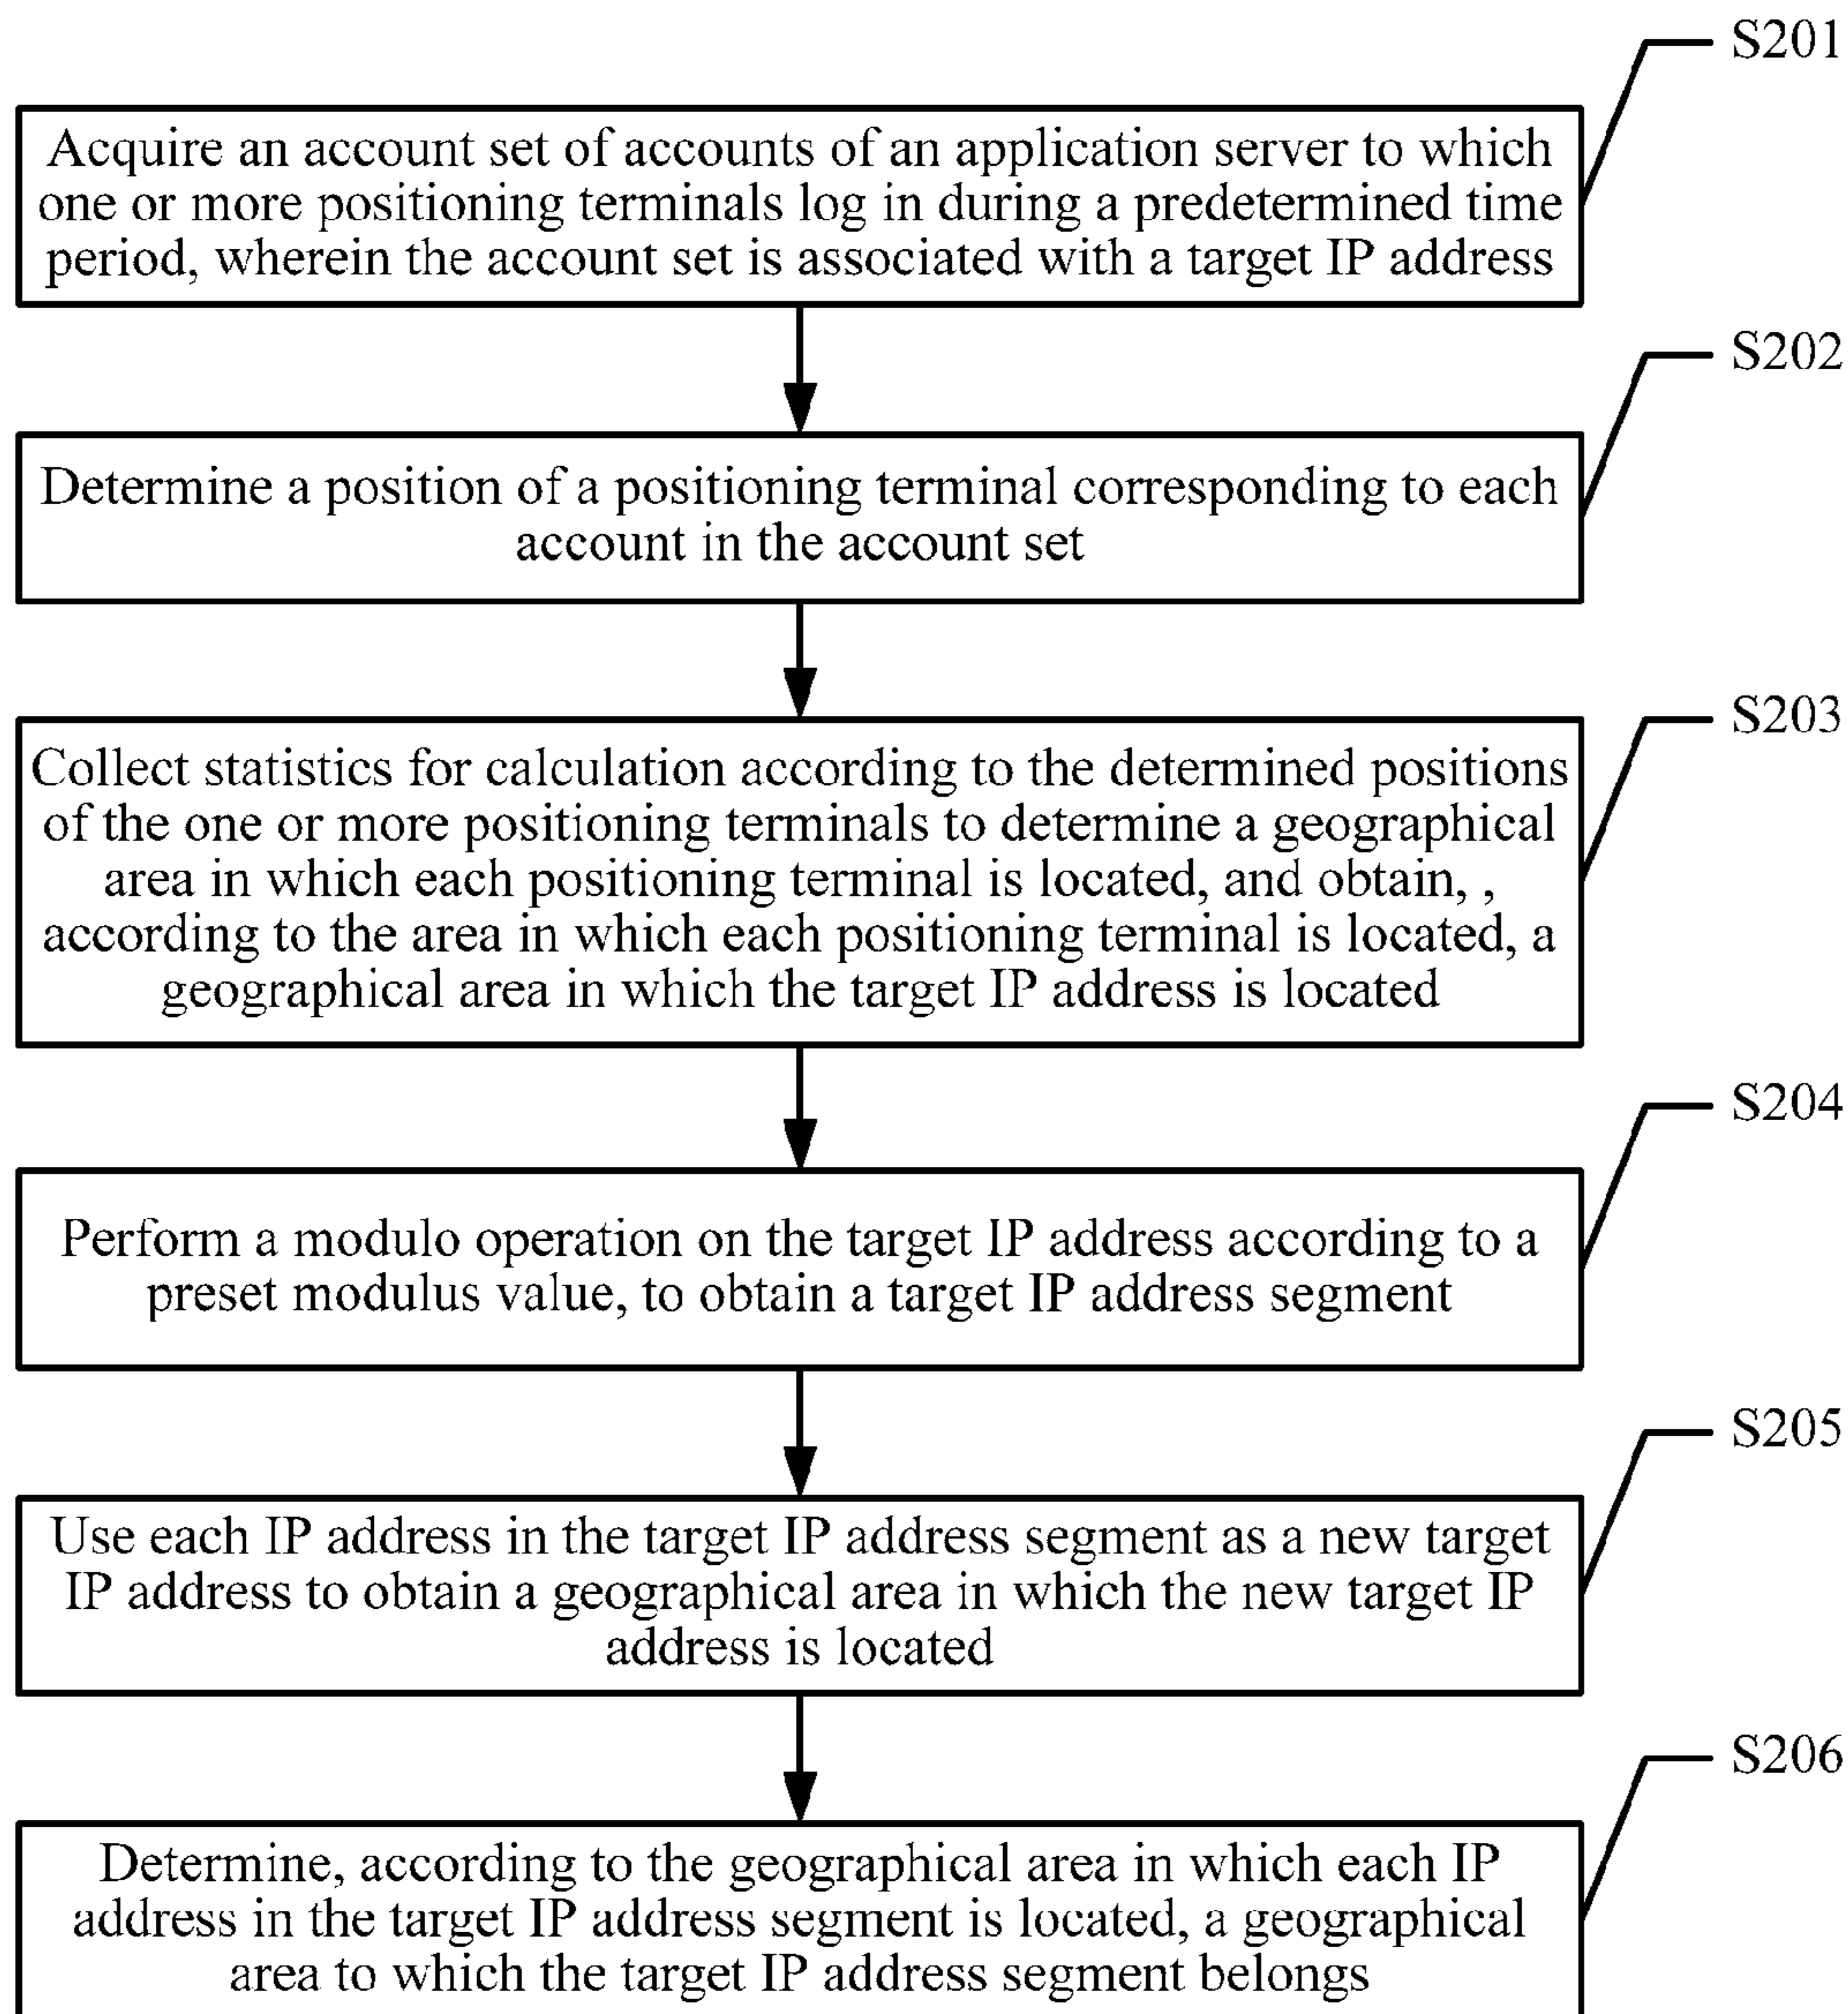 S201
Acquire an account set of accounts of an application server to which
one or more positioning terminals log in during a predetermined time
period, wherein the account set is associated with a target IP address
S202
Determine a position of a positioning terminal corresponding to each
account in the account set
S203
Collect statistics for calculation according to the determined positions
of the one or more positioning terminals to determine a geographical
area in which each positioning terminal is located, and obtain, ,
according to the area in which each positioning terminal is located, a
geographical area in which the target IP address is located
S204
Perform a modulo operation on the target IP address according to a
preset modulus value, to obtain a target IP address segment
S205
Use each IP address in the target IP address segment as a new target
IP address to obtain a geographical area in which the new target IP
address is located
S206
Determine, according to the geographical area in which each IP
address in the target IP address segment is located, a geographical
area to which the target IP address segment belongs